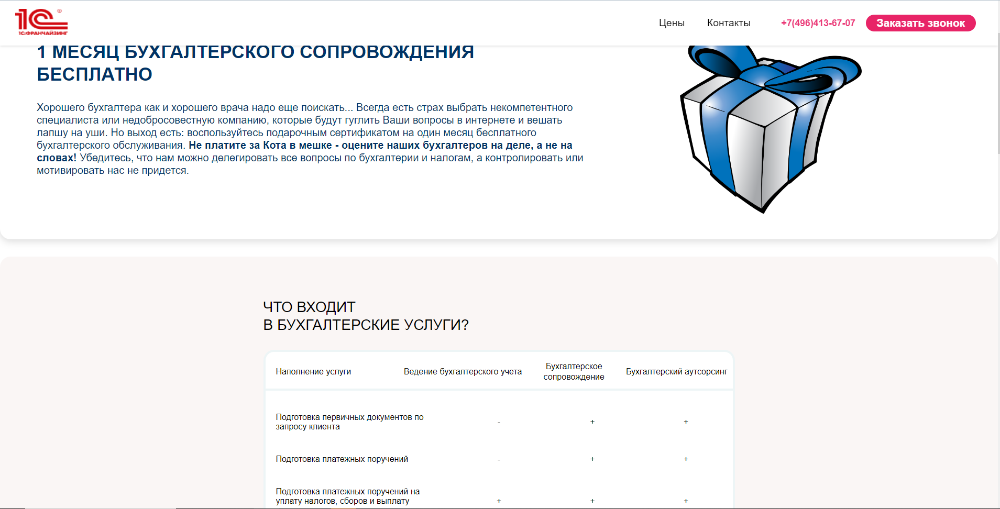 1С®
1С:ФРАНЧАЙЗИНГ
Цены
Контакты
+7(496)413-67-07
Заказать звонок
1 МЕСЯЦ БУХГАЛТЕРСКОГО СОПРОВОЖДЕНИЯ
БЕСПЛАТНО
Хорошего бухгалтера как и хорошего врача надо еще поискать... Всегда есть страх выбрать некомпетентного
специалиста или недобросовестную компанию, которые будут гуглить Ваши вопросы в интернете и вешать
лапшу на уши. Но выход есть: воспользуйтесь подарочным сертификатом на один месяц бесплатного
бухгалтерского обслуживания. Не платите за Кота в мешке - оцените наших бухгалтеров на деле, а не на
словах! Убедитесь, что нам можно делегировать все вопросы по бухгалтерии и налогам, а контролировать или
мотивировать нас не придется.
ЧТО ВХОДИТ
В БУХГАЛТЕРСКИЕ УСЛУГИ?
Наполнение услуги
Ведение бухгалтерского учета
Бухгалтерское
сопровождение
Бухгалтерский аутсорсинг
Подготовка первичных документов по
запросу клиента
- + +
Подготовка платежных поручений
- + +
Подготовка платежных поручений на
уплату налогов, сборов и выплату
+ + +